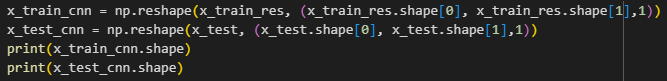 x_train_cnn = np.reshape(x_train_res, (x_train_res.shape[0], x_train_res.shape[1],1))
x_test_cnn = np.reshape(x_test, (x_test.shape[0], x_test.shape[1],1))
print(x_train_cnn.shape)
print(x_test_cnn.shape)